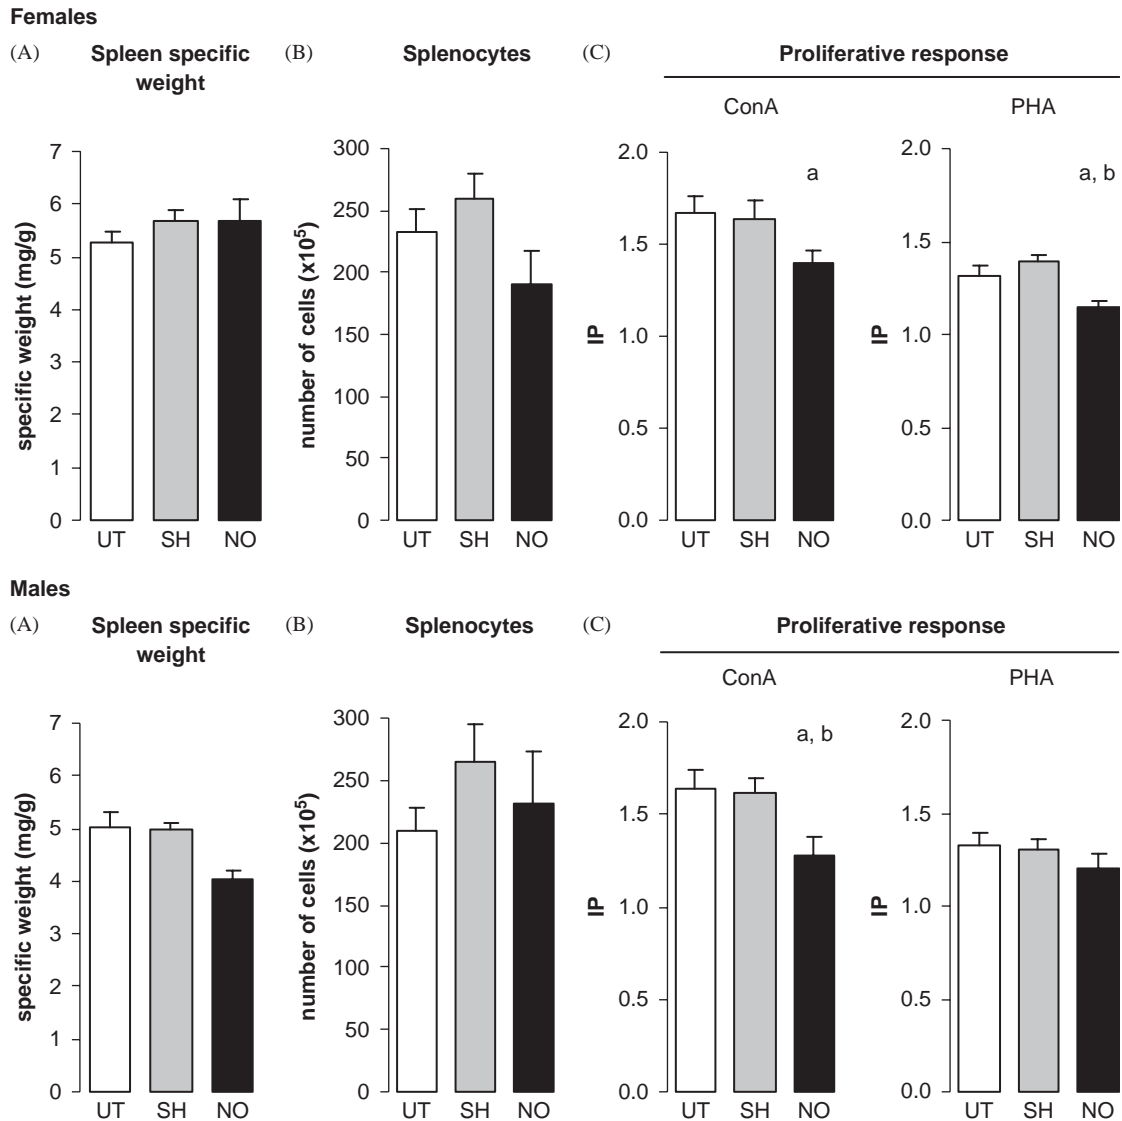 Females
(A) Spleen specific weight (B) Splenocytes (C) Proliferative response
ConA PHA
specific weight (mg/g)
7
6
5
4
3
2
1
0
UT SH NO
number of cells (x10⁵)
300
250
200
150
100
50
0
UT SH NO
IP
2.0
1.5
1.0
0.5
0.0
a
UT SH NO
IP
2.0
1.5
1.0
0.5
0.0
a, b
UT SH NO
Males
(A) Spleen specific weight (B) Splenocytes (C) Proliferative response
ConA PHA
specific weight (mg/g)
7
6
5
4
3
2
1
0
UT SH NO
number of cells (x10⁵)
300
250
200
150
100
50
0
UT SH NO
IP
2.0
1.5
1.0
0.5
0.0
a, b
UT SH NO
IP
2.0
1.5
1.0
0.5
0.0
UT SH NO